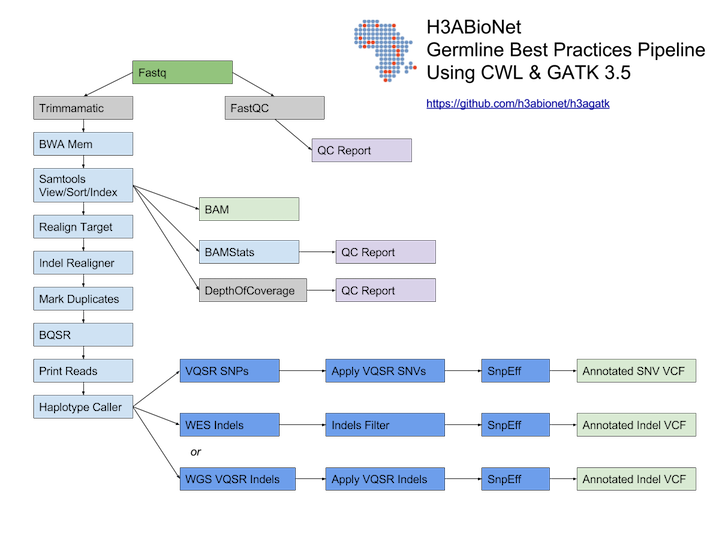 H3ABioNet
Germline Best Practices Pipeline
Using CWL & GATK 3.5
https://github.com/h3abionet/h3agatk
Fastq
Trimmamatic
FastQC
BWA Mem
QC Report
Samtools
View/Sort/Index
BAM
Realign Target
BAMStats
QC Report
Indel Realigner
DepthOfCoverage
QC Report
Mark Duplicates
BQSR
Print Reads
VQSR SNPs
Apply VQSR SNVs
SnpEff
Annotated SNV VCF
Haplotype Caller
WES Indels
Indels Filter
SnpEff
Annotated Indel VCF
or
WGS VQSR Indels
Apply VQSR Indels
SnpEff
Annotated Indel VCF